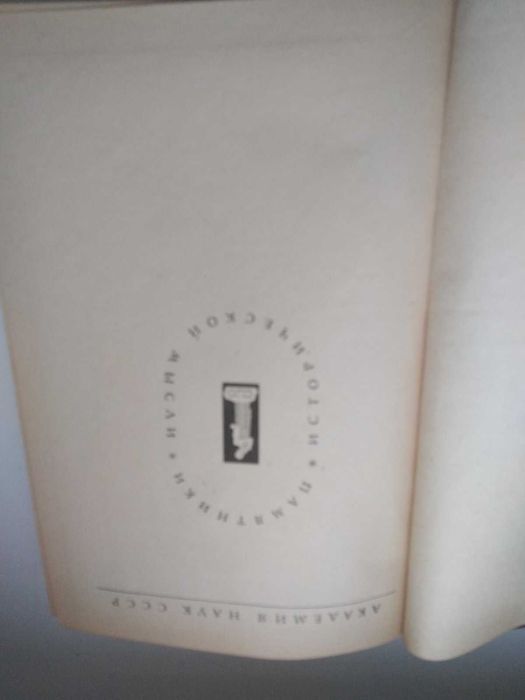 АКАДЕМИЯ НАУК СССР
ПАМЯТНИКИ * ИСТОРИЧЕСКОЙ МЫСЛИ *